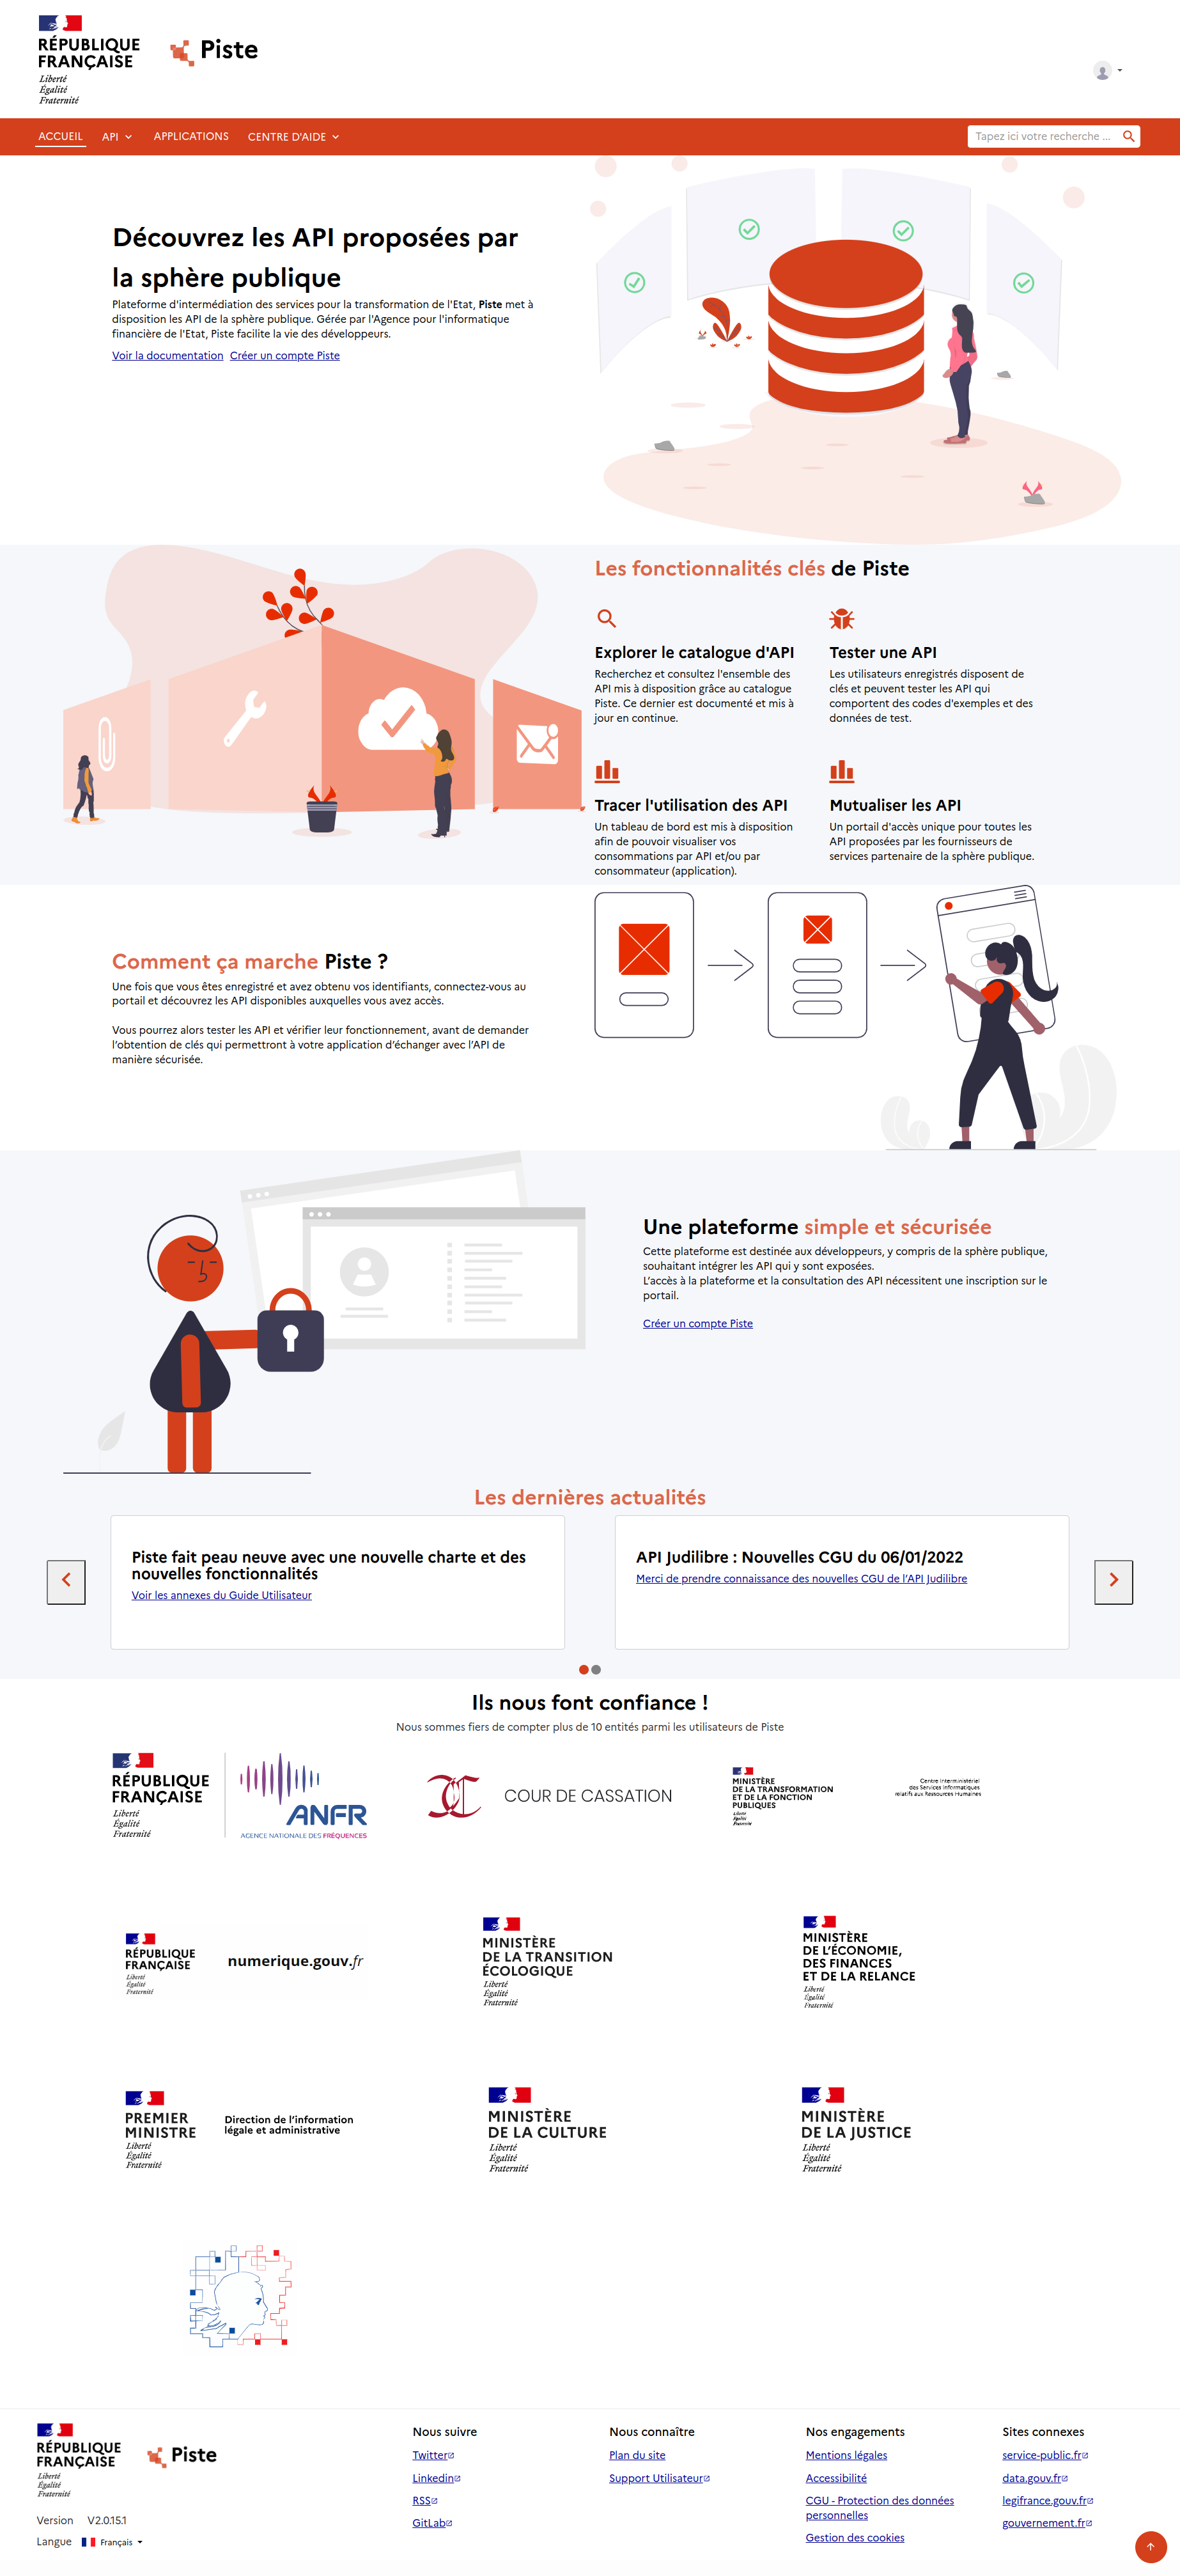 RÉPUBLIQUE
FRANÇAISE
Liberté
Égalité
Fraternité
Piste
ACCUEIL
API
APPLICATIONS
CENTRE D'AIDE
Tapez ici votre recherche ...
Découvrez les API proposées par
la sphère publique
Plateforme d'intermédiation des services pour la transformation de l'Etat, Piste met à
disposition les API de la sphère publique. Gérée par l'Agence pour l'informatique
financière de l'Etat, Piste facilite la vie des développeurs.
Voir la documentation Créer un compte Piste
Les fonctionnalités clés de Piste
Explorer le catalogue d'API
Recherchez et consultez l'ensemble des
API mis à disposition grâce au catalogue
Piste. Ce dernier est documenté et mis à
jour en continue.
Tester une API
Les utilisateurs enregistrés disposent de
clés et peuvent tester les API qui
comportent des codes d'exemples et des
données de test.
Tracer l'utilisation des API
Un tableau de bord est mis à disposition
afin de pouvoir visualiser vos
consommations par API et/ou par
consommateur (application).
Mutualiser les API
Un portail d'accès unique pour toutes les
API proposées par les fournisseurs de
services partenaire de la sphère publique.
Comment ça marche Piste ?
Une fois que vous êtes enregistré et avez obtenu vos identifiants, connectez-vous au
portail et découvrez les API disponibles auxquelles vous avez accès.
Vous pourrez alors tester les API et vérifier leur fonctionnement, avant de demander
l’obtention de clés qui permettront à votre application d’échanger avec l’API de
manière sécurisée.
Une plateforme simple et sécurisée
Cette plateforme est destinée aux développeurs, y compris de la sphère publique,
souhaitant intégrer les API qui y sont exposées.
L’accès à la plateforme et la consultation des API nécessitent une inscription sur le
portail.
Créer un compte Piste
Les dernières actualités
Piste fait peau neuve avec une nouvelle charte et des
nouvelles fonctionnalités
Voir les annexes du Guide Utilisateur
API Judilibre : Nouvelles CGU du 06/01/2022
Merci de prendre connaissance des nouvelles CGU de l’API Judilibre
Ils nous font confiance !
Nous sommes fiers de compter plus de 10 entités parmi les utilisateurs de Piste
RÉPUBLIQUE
FRANÇAISE
Liberté
Égalité
Fraternité
ANFR
AGENCE NATIONALE DES FRÉQUENCES
COUR DE CASSATION
MINISTÈRE
DE LA TRANSFORMATION
ET DE LA FONCTION
PUBLIQUES
Liberté
Égalité
Fraternité
Centre Interministériel
des Services Informatiques
relatifs aux Ressources Humaines
RÉPUBLIQUE
FRANÇAISE
Liberté
Égalité
Fraternité
numerique.gouv.fr
MINISTÈRE
DE LA TRANSITION
ÉCOLOGIQUE
Liberté
Égalité
Fraternité
MINISTÈRE
DE L’ÉCONOMIE,
DES FINANCES
ET DE LA RELANCE
Liberté
Égalité
Fraternité
PREMIER
MINISTRE
Liberté
Égalité
Fraternité
Direction de l’information
légale et administrative
MINISTÈRE
DE LA CULTURE
Liberté
Égalité
Fraternité
MINISTÈRE
DE LA JUSTICE
Liberté
Égalité
Fraternité
RÉPUBLIQUE
FRANÇAISE
Liberté
Égalité
Fraternité
Piste
Version V2.0.15.1
Langue Français
Nous suivre
Twitter
Linkedin
RSS
GitLab
Nous connaître
Plan du site
Support Utilisateur
Nos engagements
Mentions légales
Accessibilité
CGU - Protection des données
personnelles
Gestion des cookies
Sites connexes
service-public.fr
data.gouv.fr
legifrance.gouv.fr
gouvernement.fr